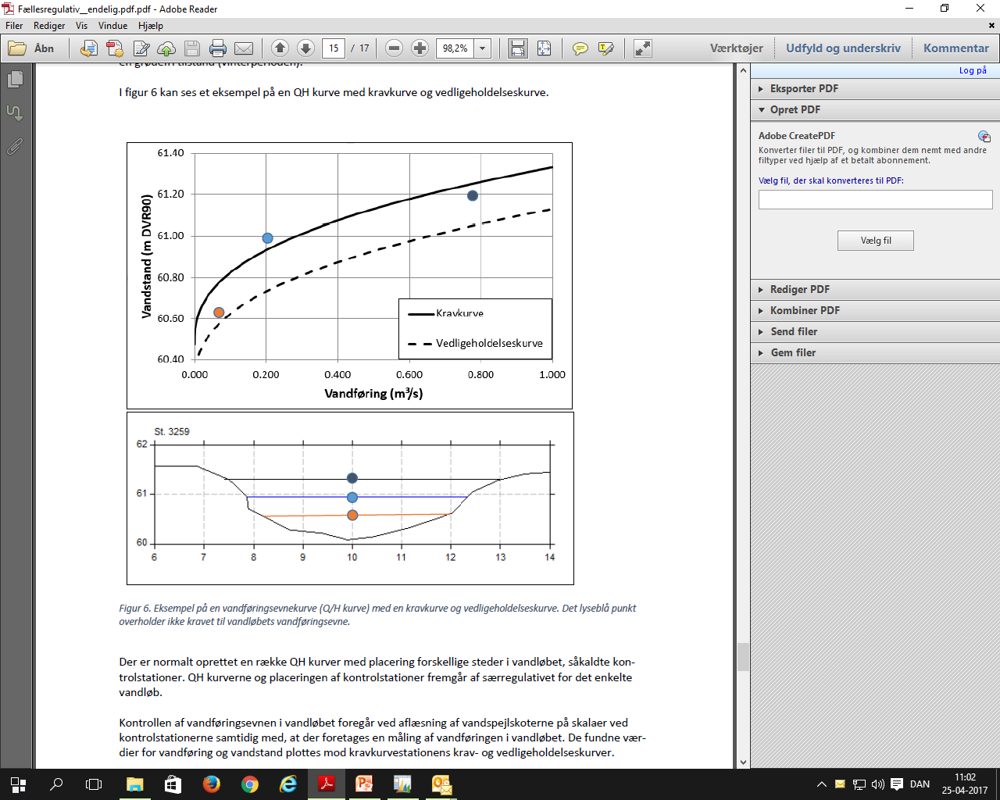 Fællesregulativ__endelig.pdf.pdf - Adobe Reader
Filer Rediger Vis Vindue Hjælp
Åbn 15 / 17 98,2% Værktøjer Udfyld og underskriv Kommentar
Log på
en grødefri tilstand (vinterperioden).
I figur 6 kan ses et eksempel på en QH kurve med kravkurve og vedligeholdelseskurve.
61.40
61.20
61.00
60.80
60.60
60.40
Vandstand (m DVR90)
Kravkurve
Vedligeholdelseskurve
0.000 0.200 0.400 0.600 0.800 1.000
Vandføring (m³/s)
St. 3259
62
61
60
6 7 8 9 10 11 12 13 14
Figur 6. Eksempel på en vandføringsevnekurve (Q/H kurve) med en kravkurve og vedligeholdelseskurve. Det lyseblå punkt
overholder ikke kravet til vandløbets vandføringsevne.
Der er normalt oprettet en række QH kurver med placering forskellige steder i vandløbet, såkaldte kon-
trolstationer. QH kurverne og placeringen af kontrolstationer fremgår af særregulativet for det enkelte
vandløb.
Kontrollen af vandføringsevnen i vandløbet foregår ved aflæsning af vandspejlskoterne på skalaer ved
kontrolstationerne samtidig med, at der foretages en måling af vandføringen i vandløbet. De fundne vær-
dier for vandføring og vandstand plottes mod kravkurvestationens krav- og vedligeholdelseskurver.
Eksporter PDF
Opret PDF
Adobe CreatePDF
Konverter filer til PDF, og kombiner dem nemt med andre
filtyper ved hjælp af et betalt abonnement.
Vælg fil, der skal konverteres til PDF:
Vælg fil
Rediger PDF
Kombiner PDF
Send filer
Gem filer
DAN
11:02
25-04-2017